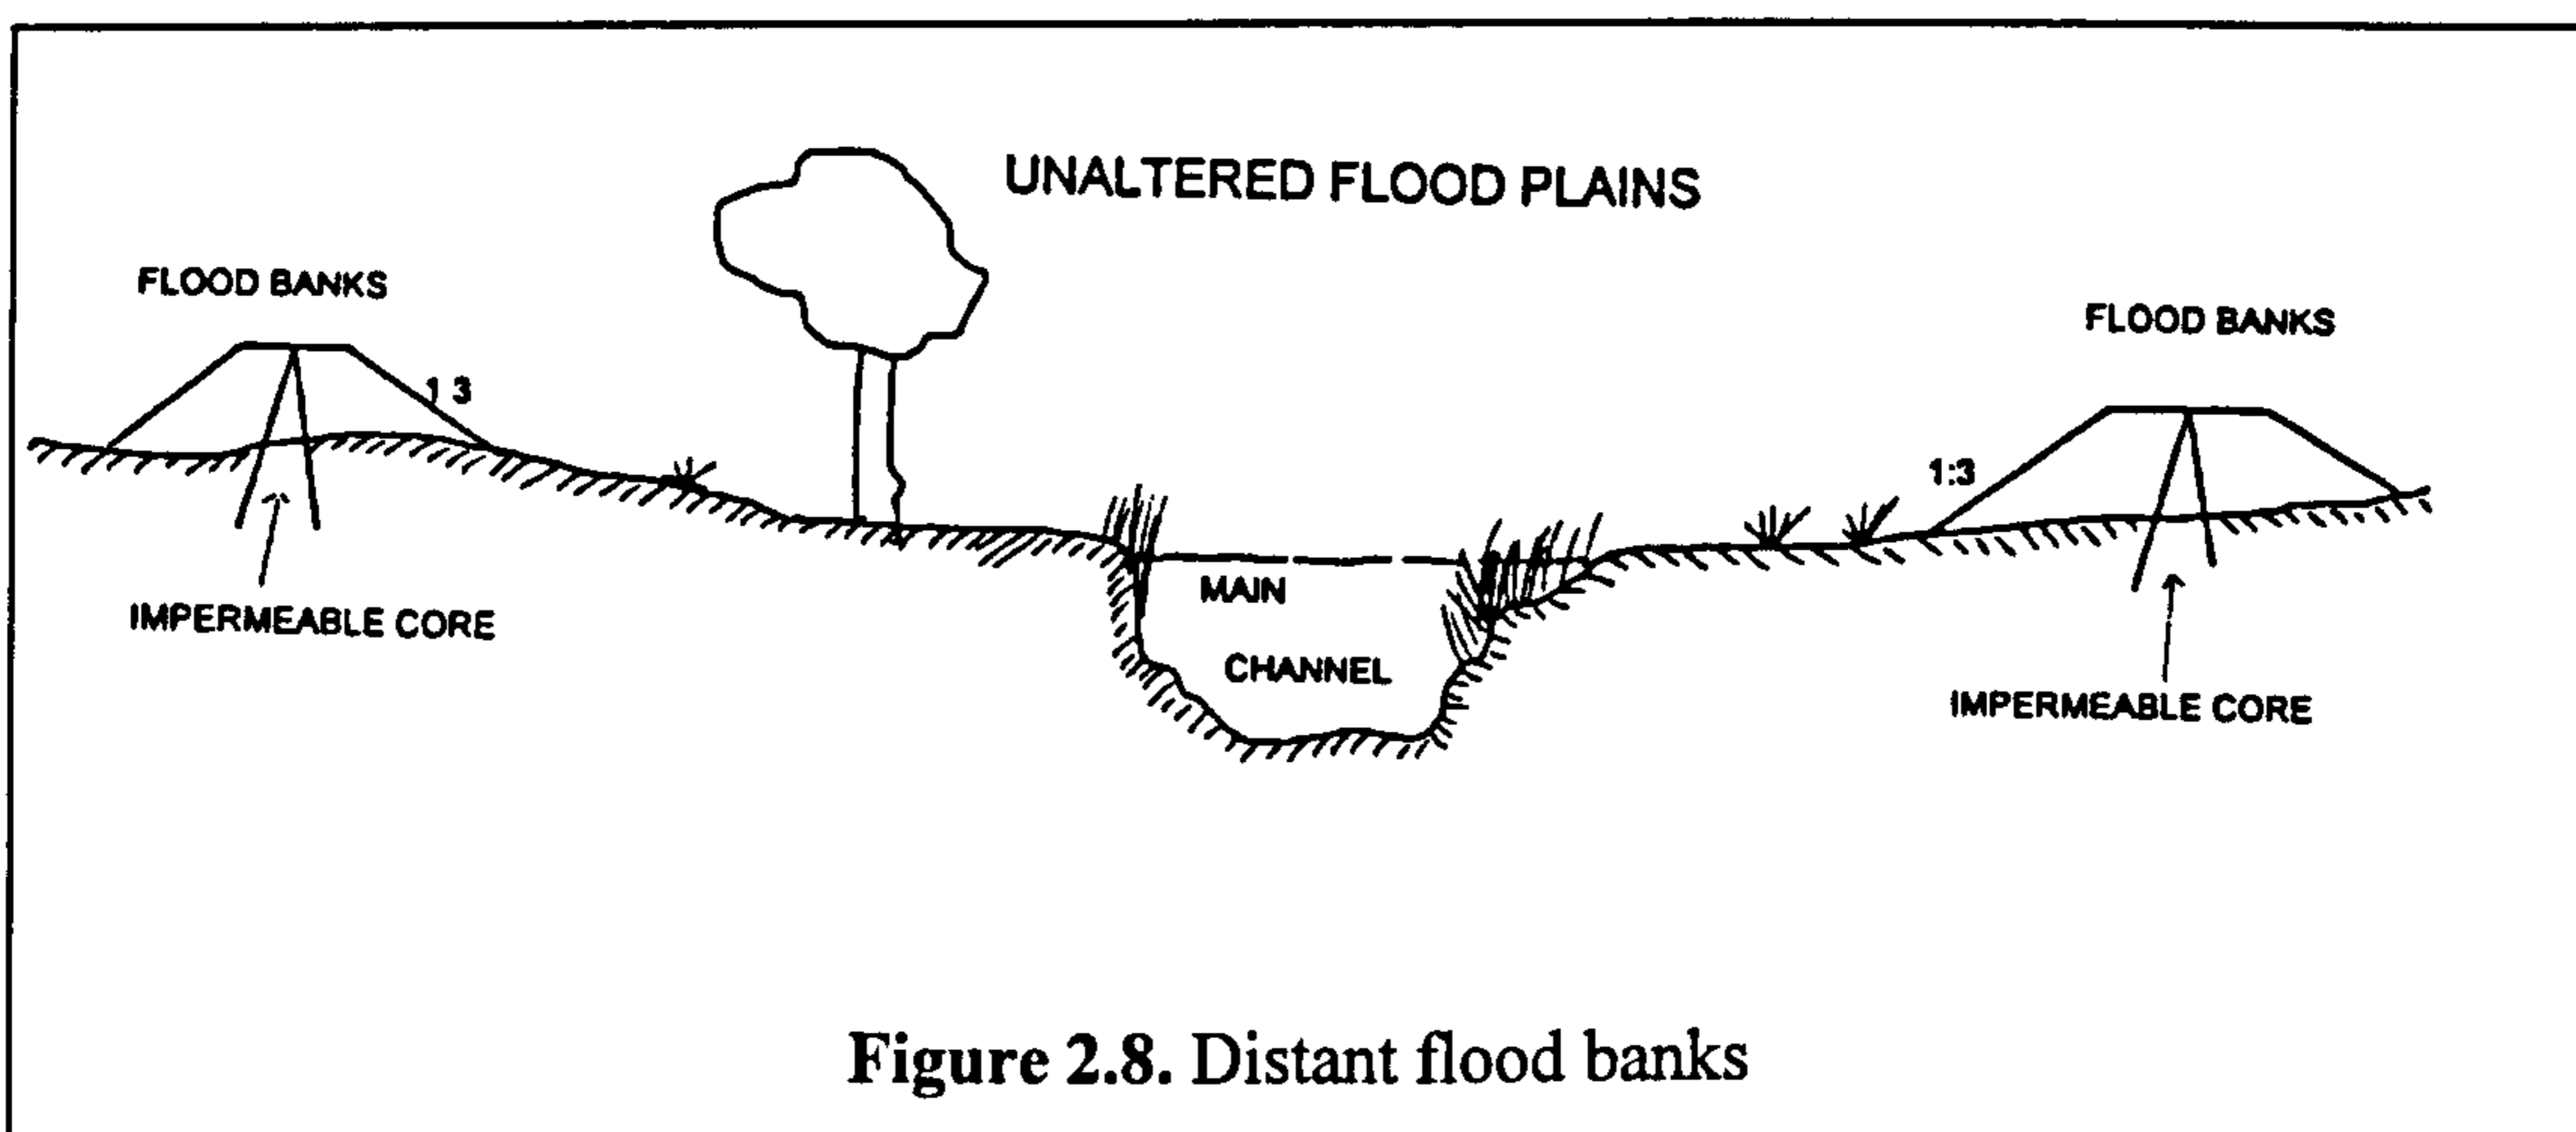 UNALTERED FLOOD PLAINS
FLOOD BANKS
FLOOD BANKS
1 3
1:3
MAIN
IMPERMEABLE CORE
CHANNEL
IMPERMEABLE CORE
Figure 2.8. Distant flood banks